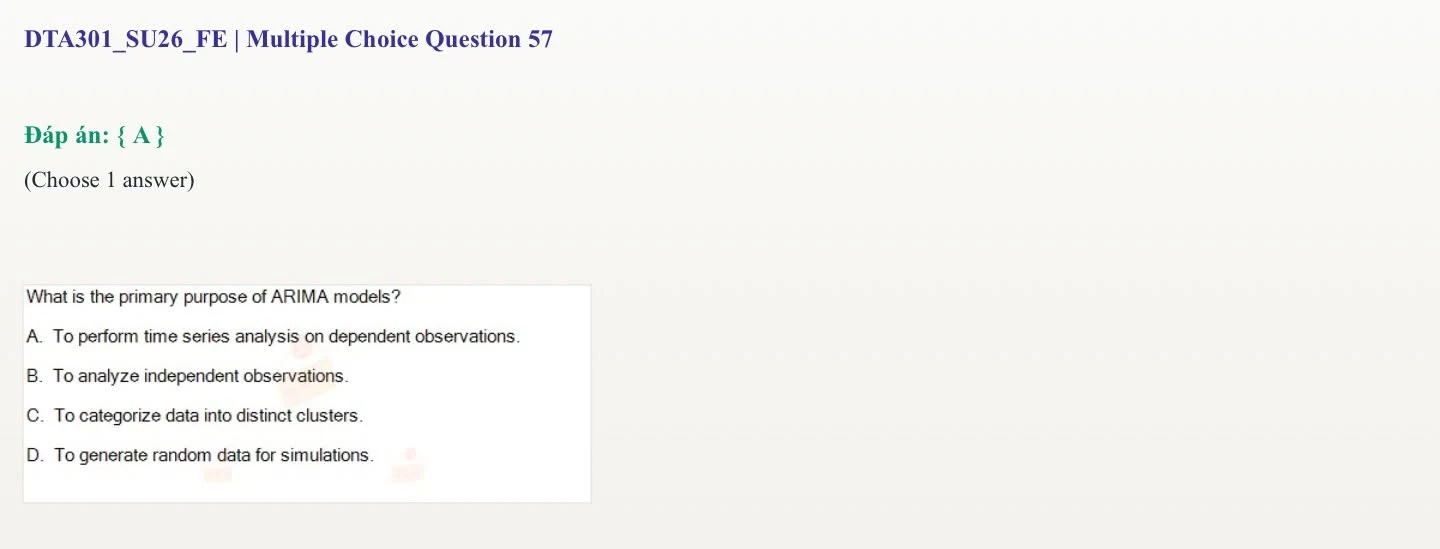 DTA301_SU26_FE | Multiple Choice Question 57
Đáp án: { A }
(Choose 1 answer)
What is the primary purpose of ARIMA models?
A. To perform time series analysis on dependent observations.
B. To analyze independent observations.
C. To categorize data into distinct clusters.
D. To generate random data for simulations.